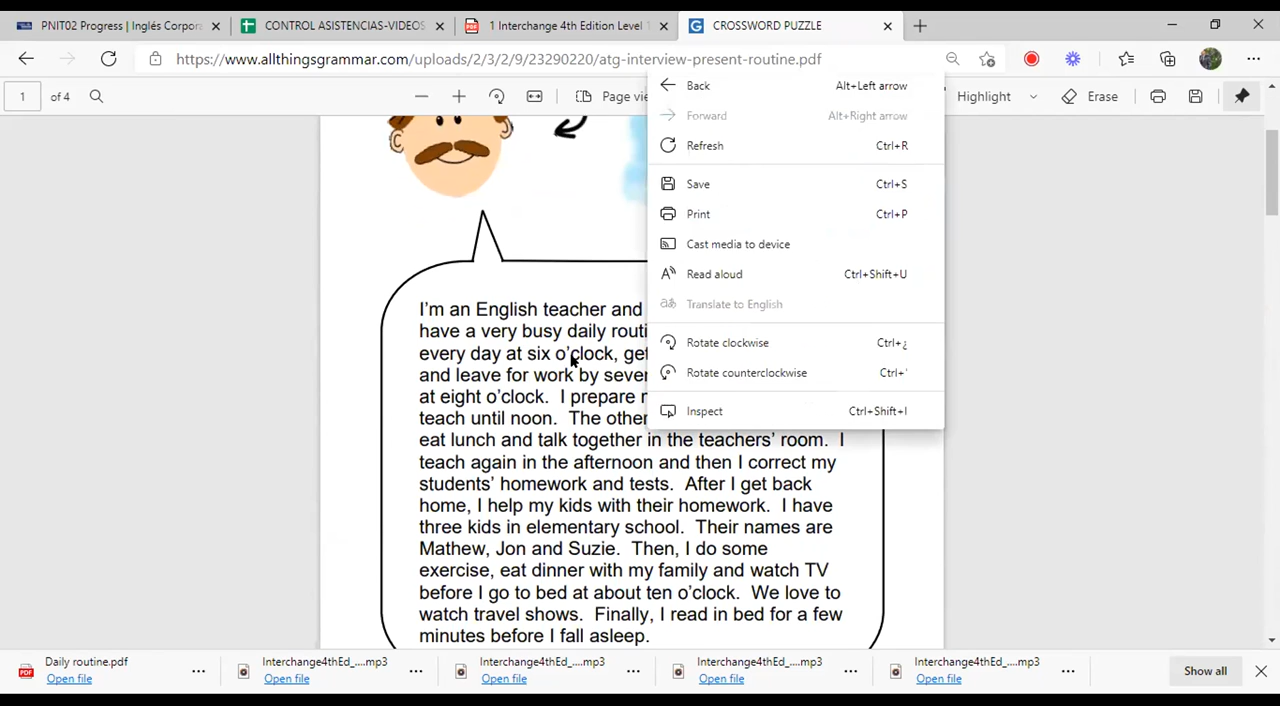 PNIT02 Progress | Inglés Corpora
CONTROL ASISTENCIAS-VIDEOS
1 Interchange 4th Edition Level 1
CROSSWORD PUZZLE
https://www.allthingsgrammar.com/uploads/2/3/2/9/23290220/atg-interview-present-routine.pdf
1 of 4
Page vie
Highlight
Erase
Back Alt+Left arrow
Forward Alt+Right arrow
Refresh Ctrl+R
Save Ctrl+S
Print Ctrl+P
Cast media to device
Read aloud Ctrl+Shift+U
Translate to English
Rotate clockwise Ctrl+¿
Rotate counterclockwise Ctrl+'
Inspect Ctrl+Shift+I
I'm an English teacher and
have a very busy daily routi
every day at six o'clock, get
and leave for work by seve
at eight o'clock. I prepare
teach until noon. The other
eat lunch and talk together in the teachers' room. I
teach again in the afternoon and then I correct my
students' homework and tests. After I get back
home, I help my kids with their homework. I have
three kids in elementary school. Their names are
Mathew, Jon and Suzie. Then, I do some
exercise, eat dinner with my family and watch TV
before I go to bed at about ten o'clock. We love to
watch travel shows. Finally, I read in bed for a few
minutes before I fall asleep.
Daily routine.pdf
Open file
Interchange4thEd_....mp3
Open file
Interchange4thEd_....mp3
Open file
Interchange4thEd_....mp3
Open file
Interchange4thEd_....mp3
Open file
Show all